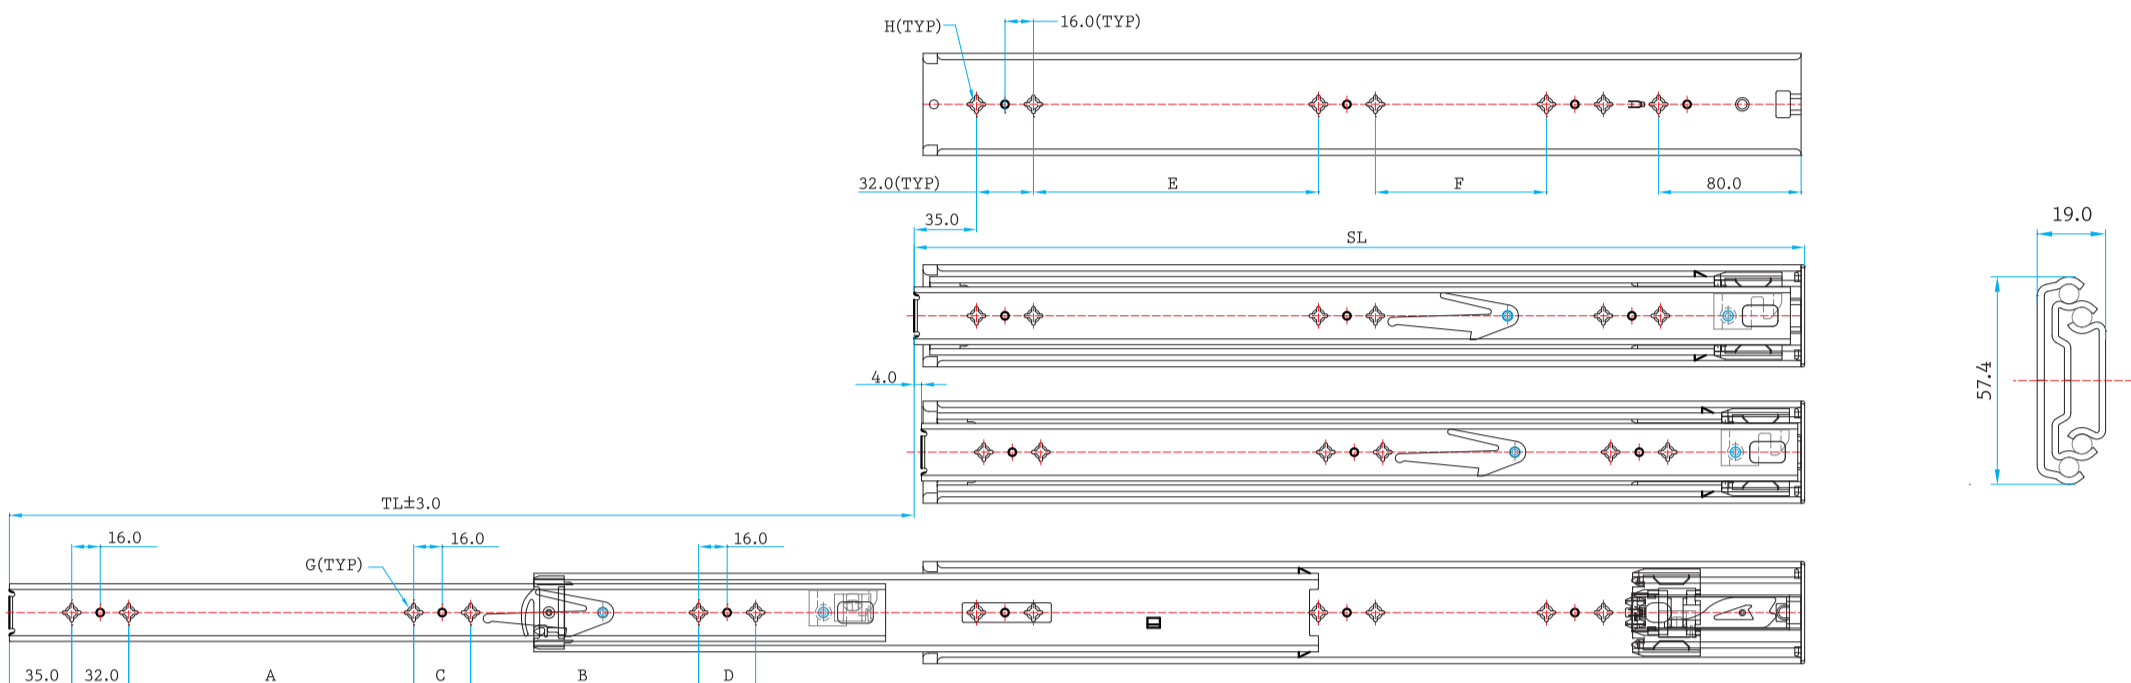 H(TYP)
16.0(TYP)
32.0(TYP)
E
F
80.0
35.0
SL
19.0
57.4
4.0
TL±3.0
16.0
16.0
16.0
G(TYP)
35.0
32.0
A
C
B
D